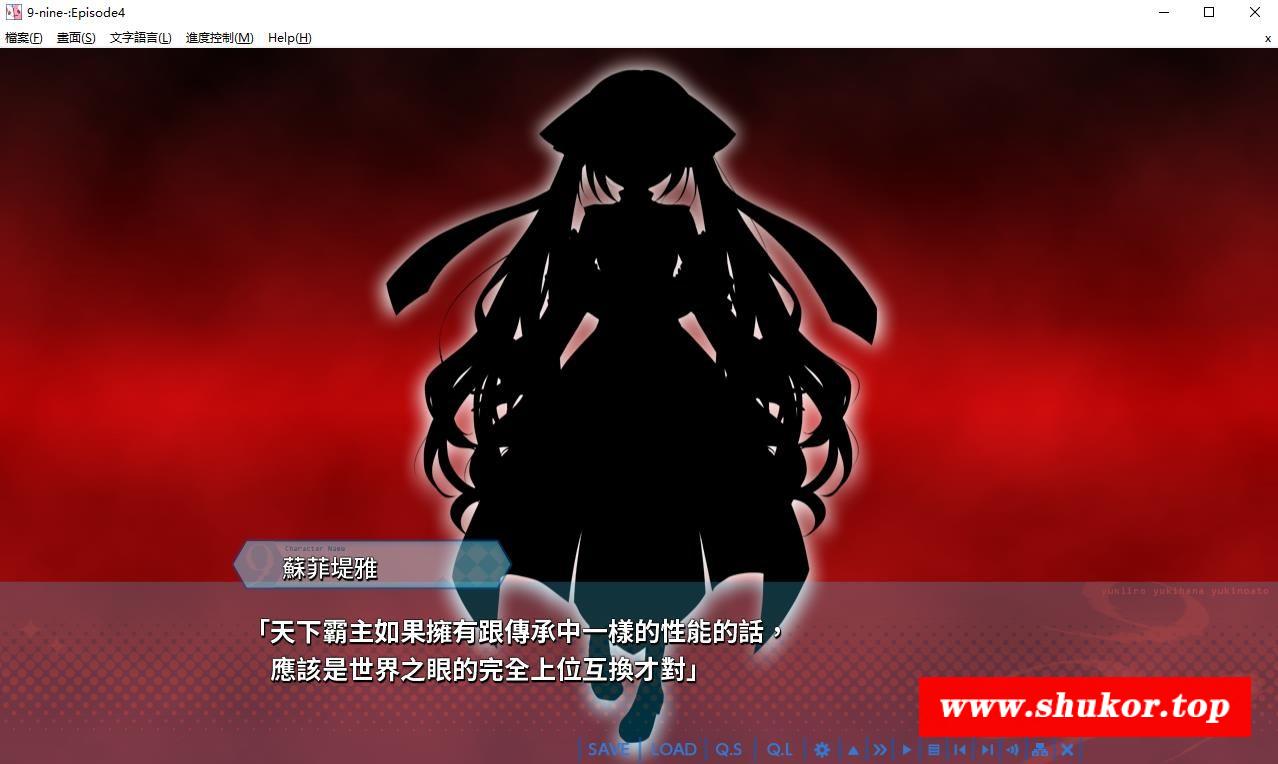 9-nine-:Episode4
檔案(F) 畫面(S) 文字語言(L) 進度控制(M) Help(H)
x
Character Name
蘇菲堤雅
yukiiro yukihana yukinoato
「天下霸主如果擁有跟傳承中一樣的性能的話，
應該是世界之眼的完全上位互換才對」
www.shukor.top
SAVE LOAD Q.S Q.L